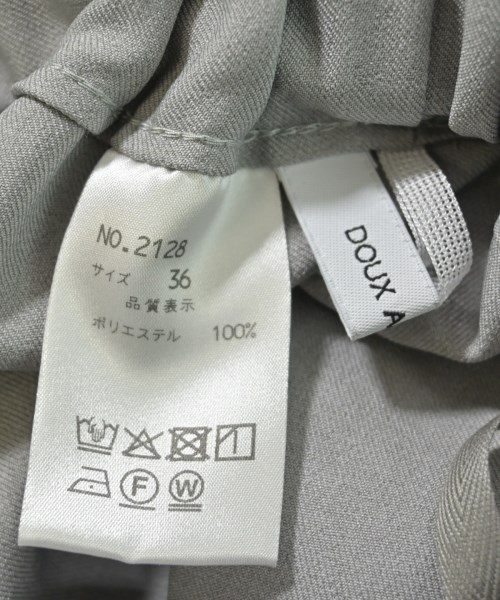 NO.2128
サイズ 36
品質表示
ポリエステル 100%
F W
DOUX A